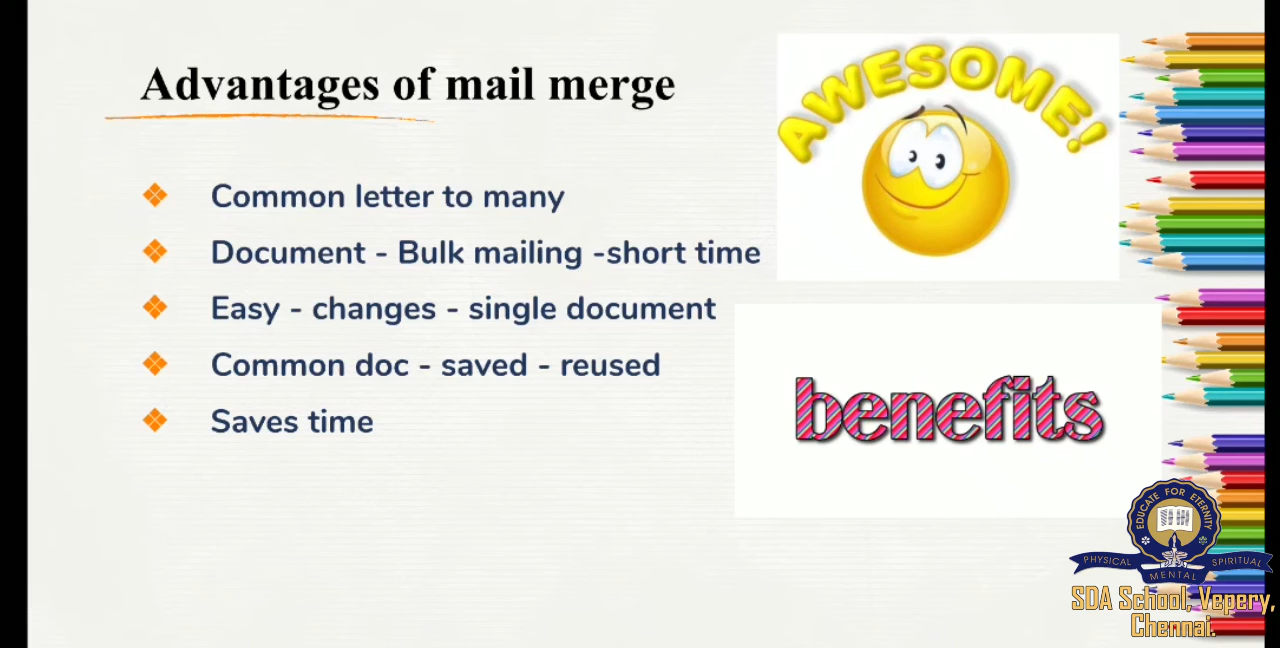 Advantages of mail merge
Common letter to many
Document - Bulk mailing -short time
Easy - changes - single document
Common doc - saved - reused
Saves time
AWESOME!
benefits
EDUCATE FOR ETERNITY
PHYSICAL
MENTAL
SPIRITUAL
SDA School, Vepery,
Chennai.